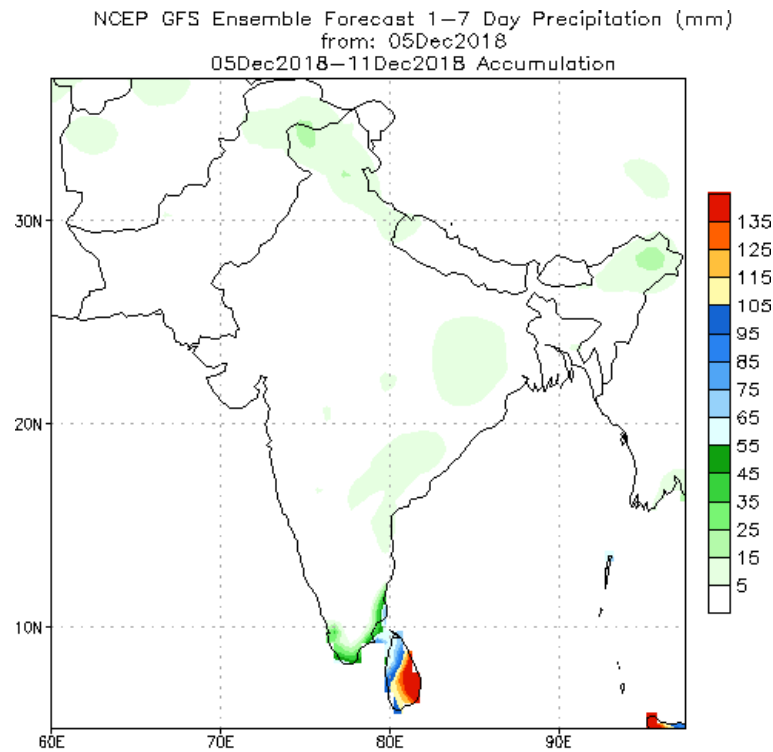 NCEP GFS Ensemble Forecast 1-7 Day Precipitation (mm)
from: 05Dec2018
05Dec2018-11Dec2018 Accumulation
30N
20N
10N
60E
70E
80E
90E
135
125
115
105
95
85
75
65
55
45
35
25
15
5